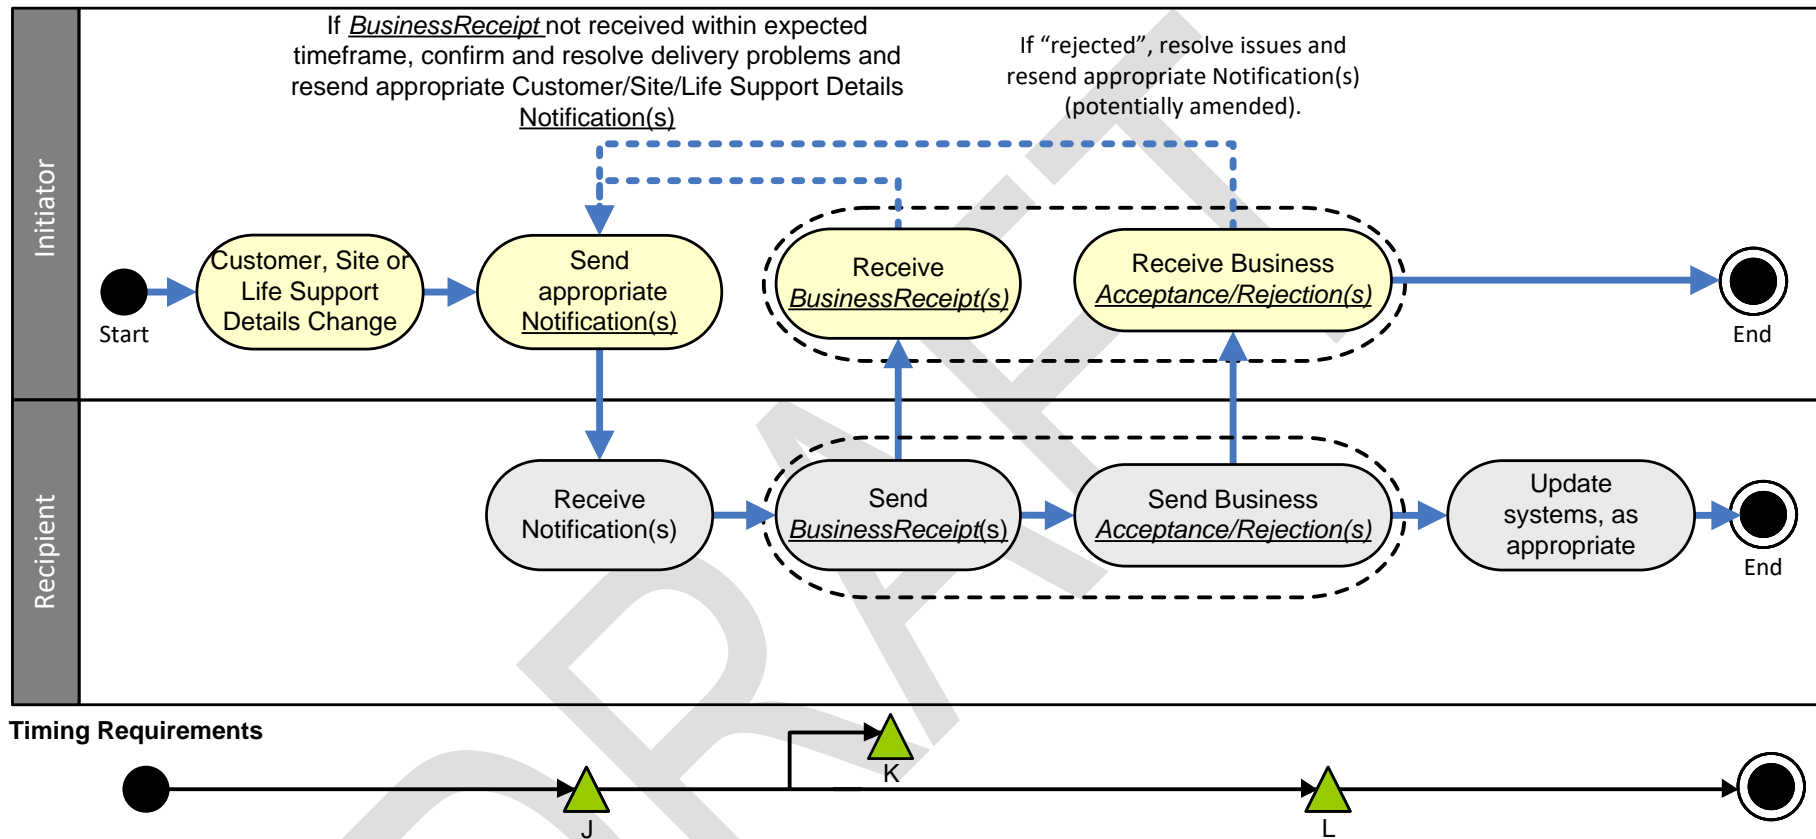 If BusinessReceipt not received within expected
timeframe, confirm and resolve delivery problems and
resend appropriate Customer/Site/Life Support Details
Notification(s)
If “rejected”, resolve issues and
resend appropriate Notification(s)
(potentially amended).
Initiator
Start
Customer, Site or
Life Support
Details Change
Send
appropriate
Notification(s)
Receive
BusinessReceipt(s)
Receive Business
Acceptance/Rejection(s)
End
Recipient
Receive
Notification(s)
Send
BusinessReceipt(s)
Send Business
Acceptance/Rejection(s)
Update
systems, as
appropriate
End
Timing Requirements
J
K
L
DRAFT